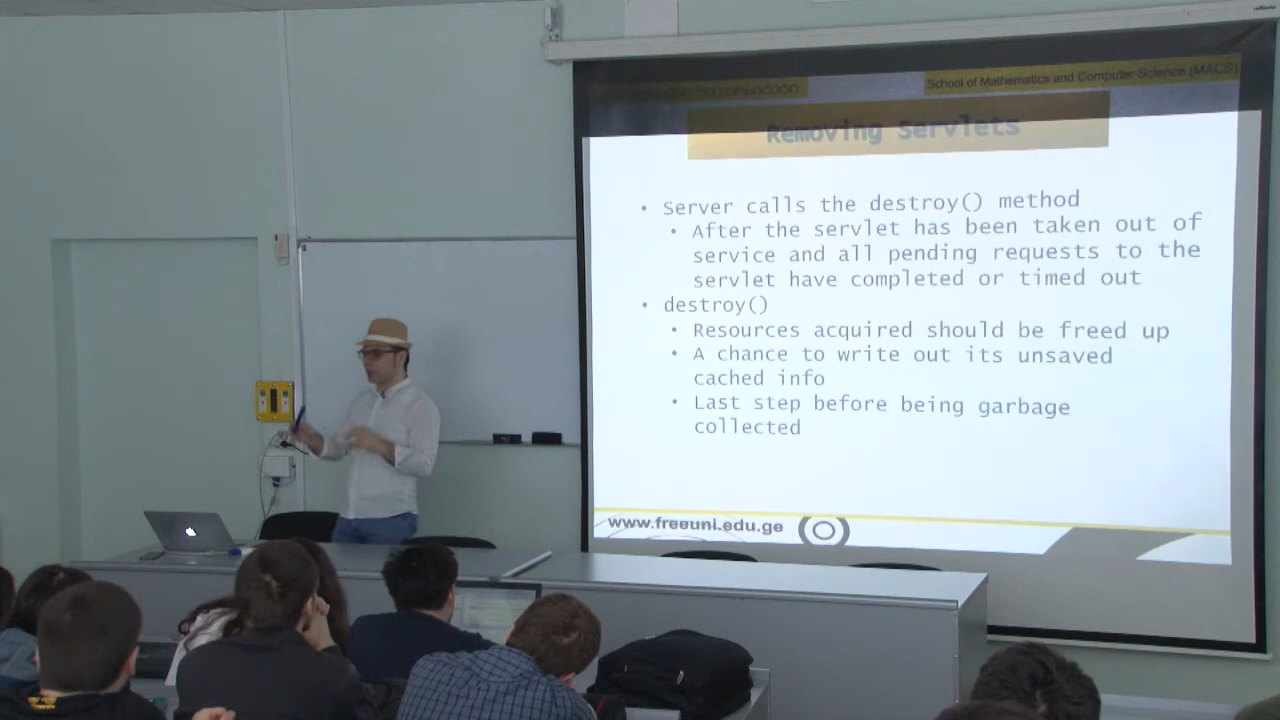 School of Mathematics and Computer Science (MACS)
Removing Servlets
• Server calls the destroy() method
• After the servlet has been taken out of
service and all pending requests to the
servlet have completed or timed out
• destroy()
• Resources acquired should be freed up
• A chance to write out its unsaved
cached info
• Last step before being garbage
collected
www.freeuni.edu.ge